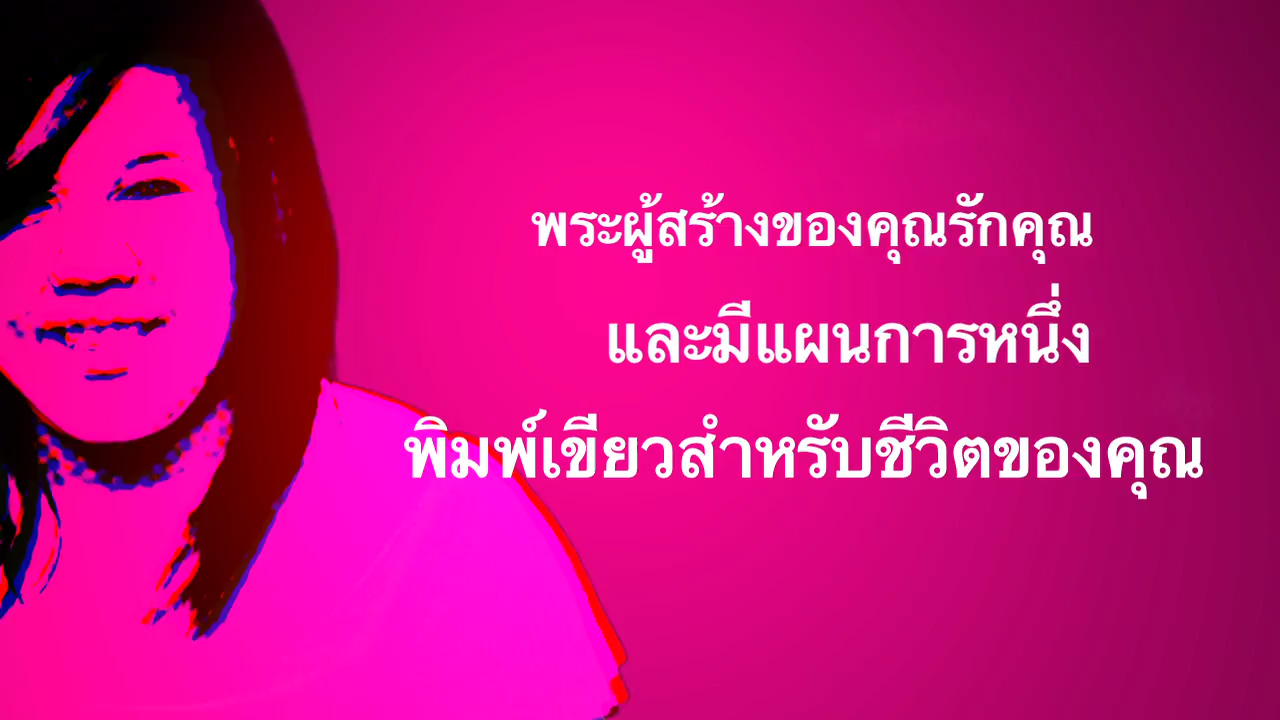 พระผู้สร้างของคุณรักคุณ
และมีแผนการหนึ่ง
พิมพ์เขียวสำหรับชีวิตของคุณ